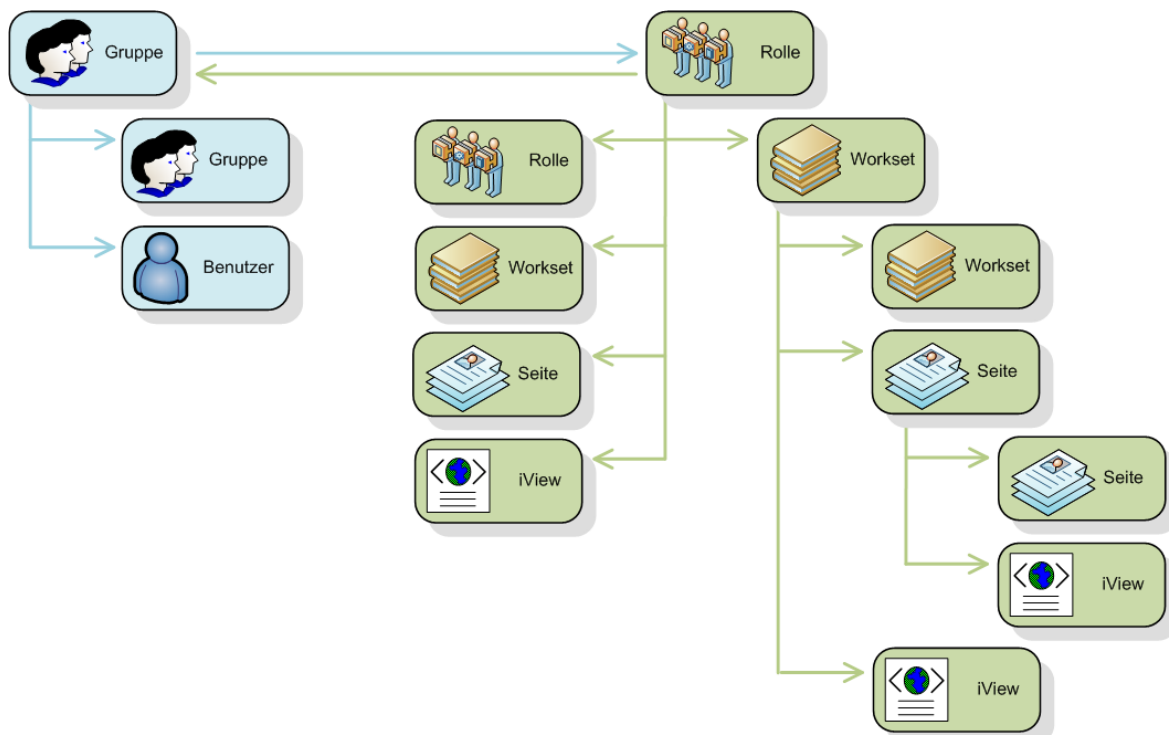 Gruppe
Rolle
Gruppe
Rolle
Workset
Benutzer
Workset
Workset
Seite
Seite
iView
Seite
iView
iView